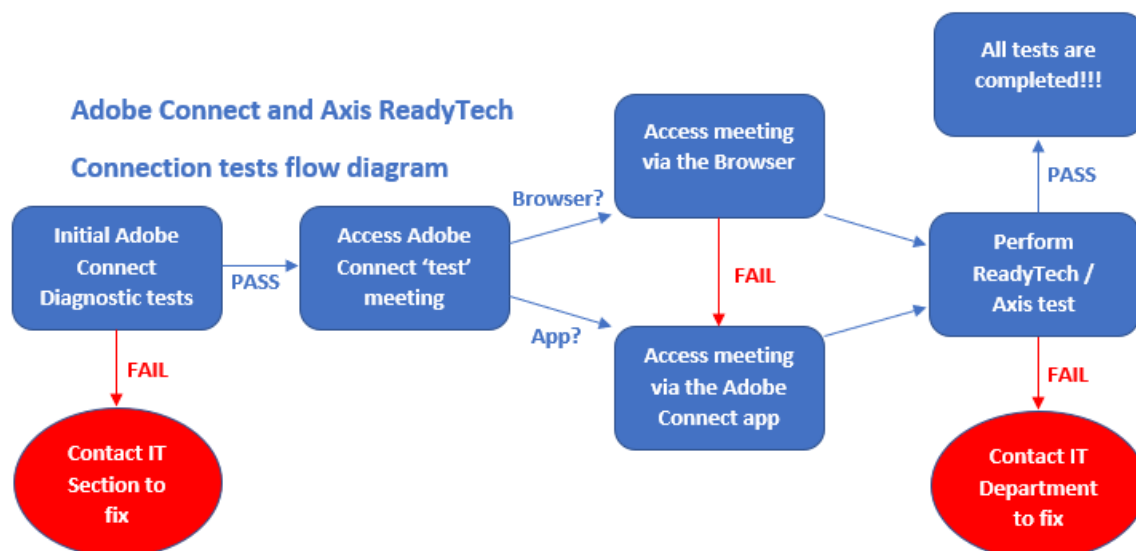 All tests are
completed!!!
Adobe Connect and Axis ReadyTech
Connection tests flow diagram
Access meeting
via the Browser
Browser?
PASS
Initial Adobe
Connect
Diagnostic tests
PASS
Access Adobe
Connect ‘test’
meeting
FAIL
Perform
ReadyTech /
Axis test
App?
Access meeting
via the Adobe
Connect app
FAIL
FAIL
Contact IT
Section to
fix
Contact IT
Department
to fix